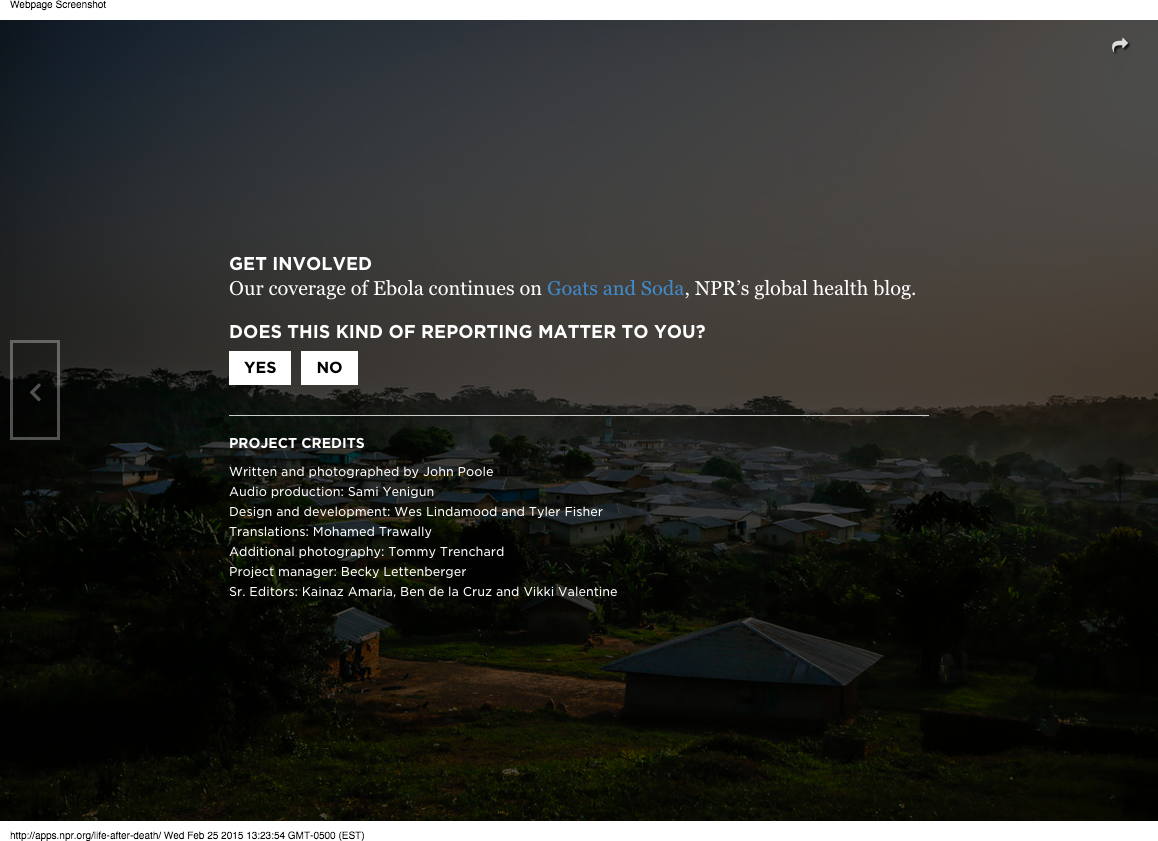 Webpage Screenshot
GET INVOLVED
Our coverage of Ebola continues on Goats and Soda, NPR’s global health blog.
DOES THIS KIND OF REPORTING MATTER TO YOU?
YES NO
PROJECT CREDITS
Written and photographed by John Poole
Audio production: Sami Yenigun
Design and development: Wes Lindamood and Tyler Fisher
Translations: Mohamed Trawally
Additional photography: Tommy Trenchard
Project manager: Becky Lettenberger
Sr. Editors: Kainaz Amaria, Ben de la Cruz and Vikki Valentine
http://apps.npr.org/life-after-death/ Wed Feb 25 2015 13:23:54 GMT-0500 (EST)